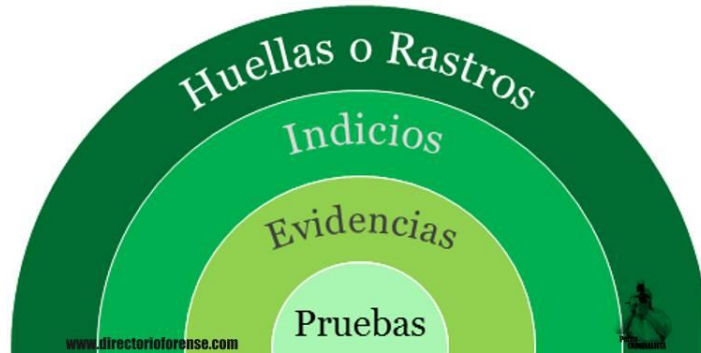 Huellas o Rastros
Indicios
Evidencias
Pruebas
www.directorioforense.com